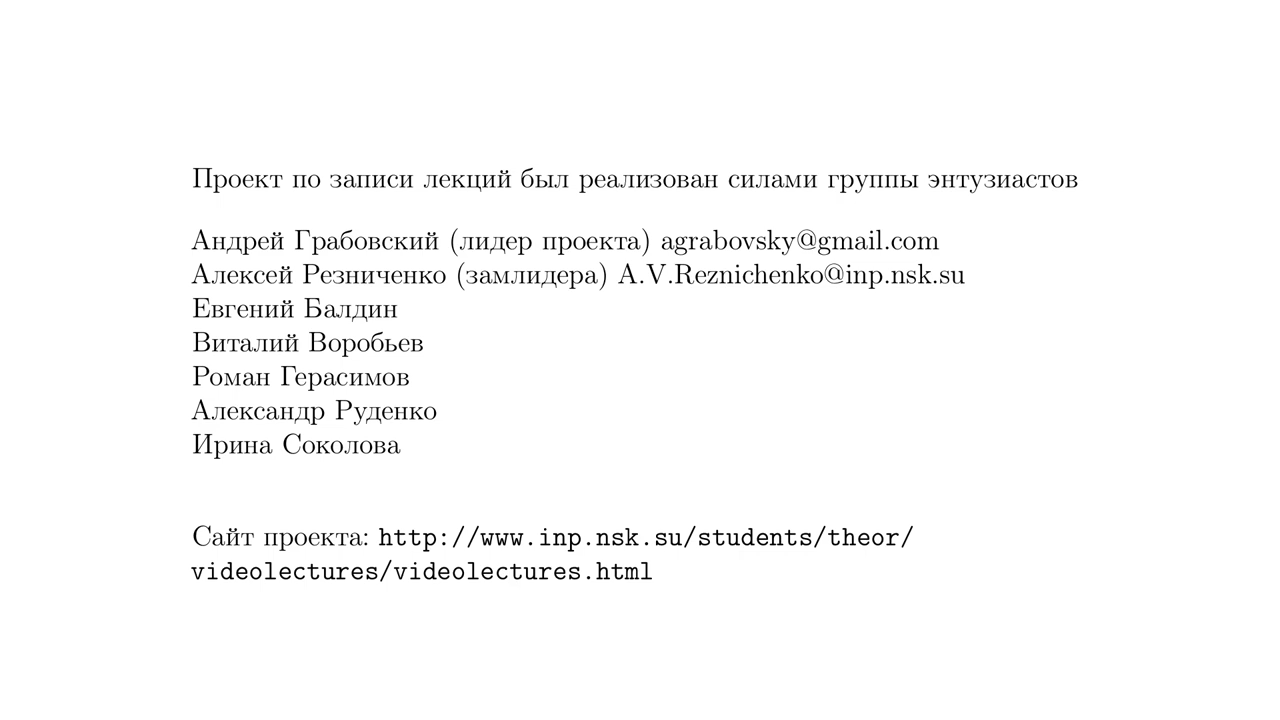 Проект по записи лекций был реализован силами группы энтузиастов
Андрей Грабовский (лидер проекта) agrabovsky@gmail.com
Алексей Резниченко (замлидера) A.V.Reznichenko@inp.nsk.su
Евгений Балдин
Виталий Воробьев
Роман Герасимов
Александр Руденко
Ирина Соколова
Сайт проекта: http://www.inp.nsk.su/students/theor/
videolectures/videolectures.html